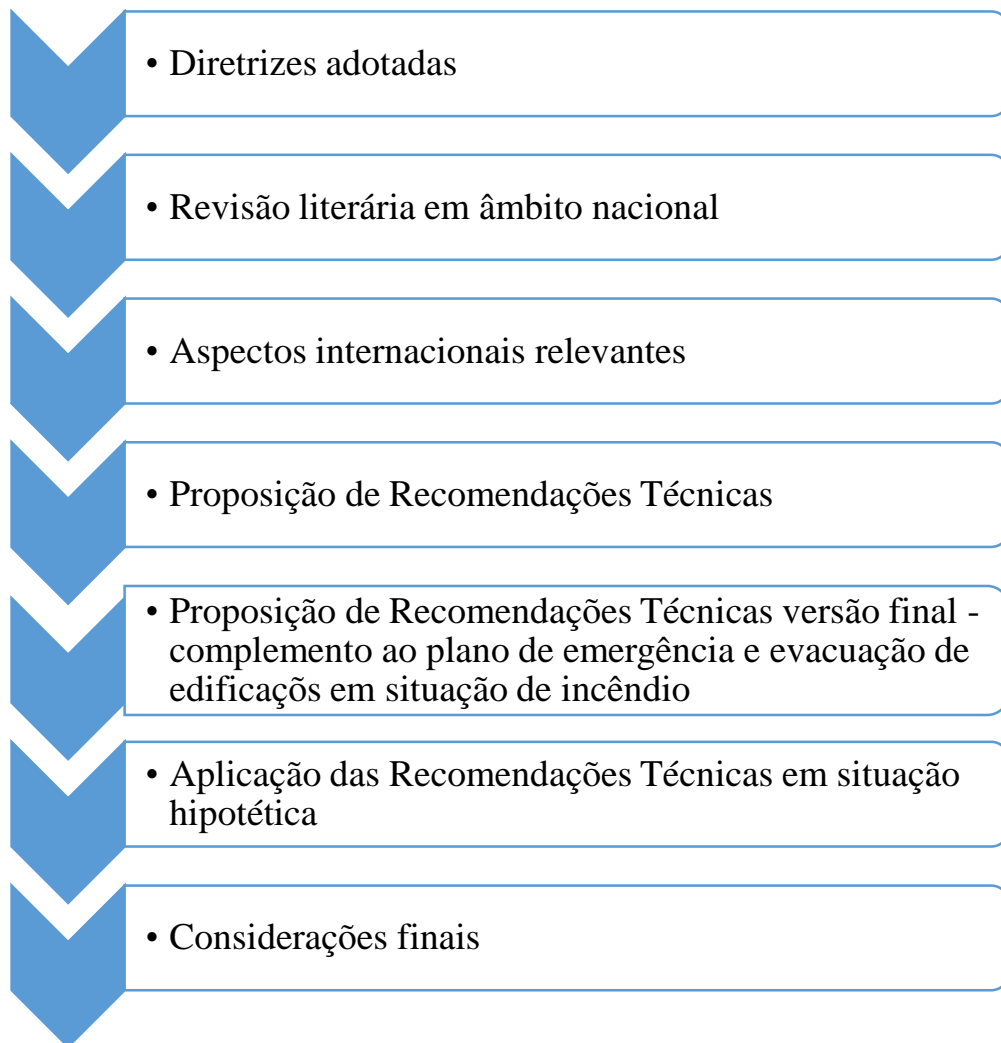 • Diretrizes adotadas
• Revisão literária em âmbito nacional
• Aspectos internacionais relevantes
• Proposição de Recomendações Técnicas
• Proposição de Recomendações Técnicas versão final -
complemento ao plano de emergência e evacuação de
edificaçõs em situação de incêndio
• Aplicação das Recomendações Técnicas em situação
hipotética
• Considerações finais